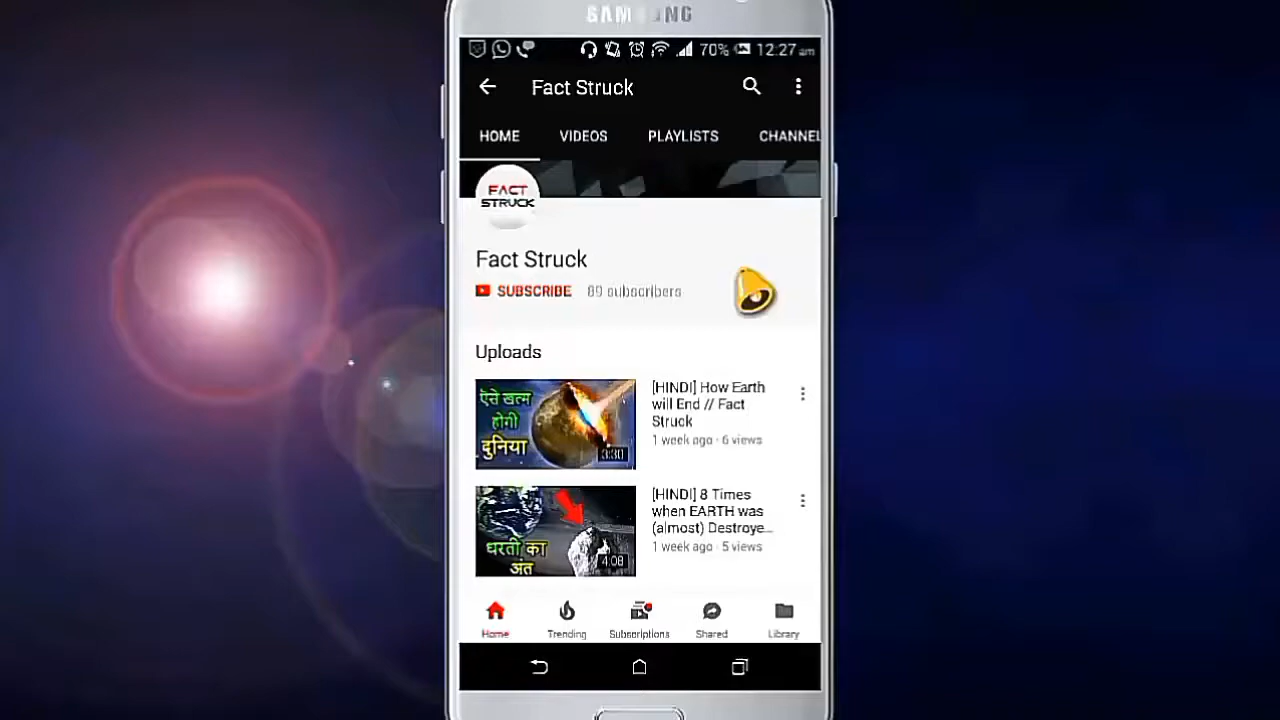 SAMSUNG
70% 12:27 am
Fact Struck
HOME VIDEOS PLAYLISTS CHANNEL
FACT
STRUCK
Fact Struck
SUBSCRIBE 89 subscribers
Uploads
ऐसे खत्म
होगी
दुनिया
3:30
[HINDI] How Earth
will End // Fact
Struck
1 week ago · 6 views
धरती का
अंत
4:08
[HINDI] 8 Times
when EARTH was
(almost) Destroye...
1 week ago · 5 views
Home Trending Subscriptions Shared Library